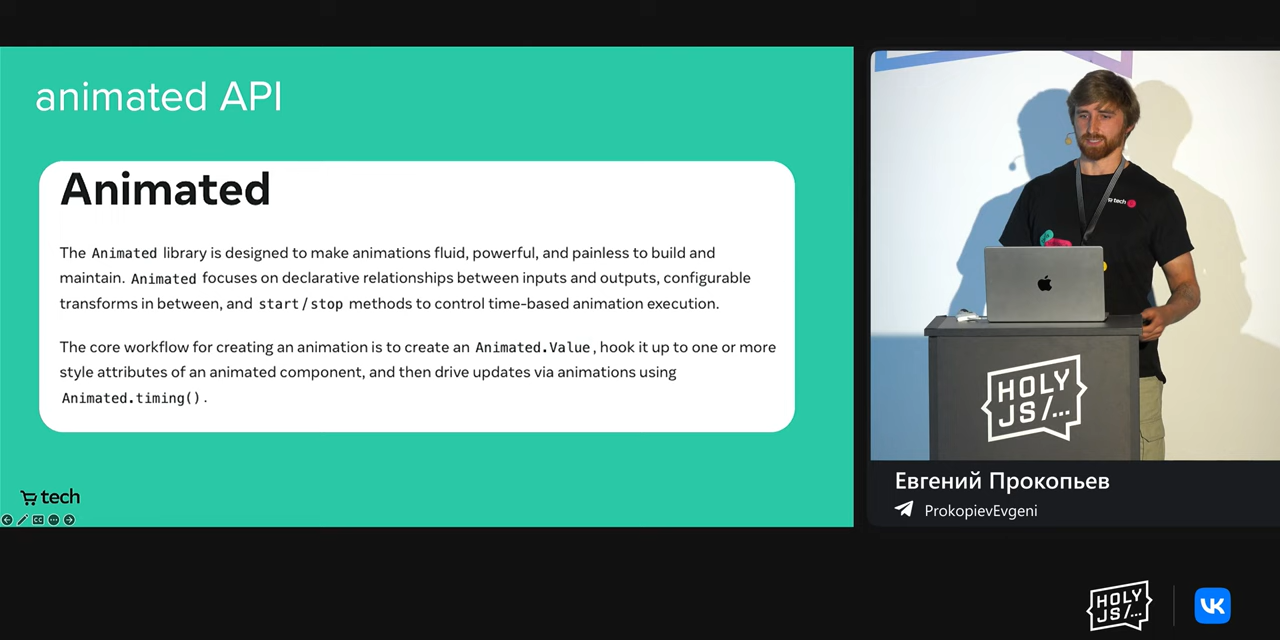 animated API
Animated
The Animated library is designed to make animations fluid, powerful, and painless to build and
maintain. Animated focuses on declarative relationships between inputs and outputs, configurable
transforms in between, and start/stop methods to control time-based animation execution.
The core workflow for creating an animation is to create an Animated.Value, hook it up to one or more
style attributes of an animated component, and then drive updates via animations using
Animated.timing().
tech
CC
tech
HOLY
JS/...
Евгений Прокопьев
ProkopievEvgeni
HOLY
JS/...
VK